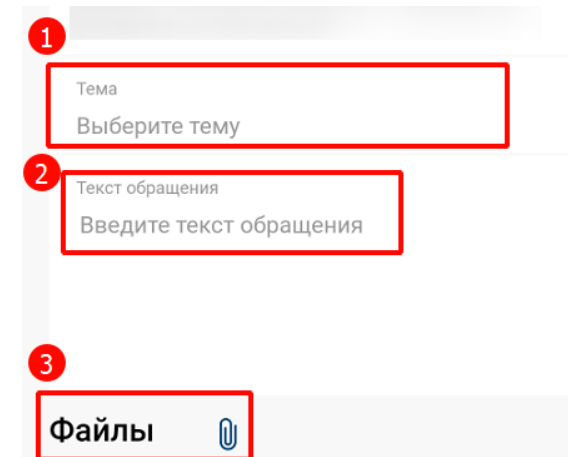 1
Тема
Выберите тему
2
Текст обращения
Введите текст обращения
3
Файлы